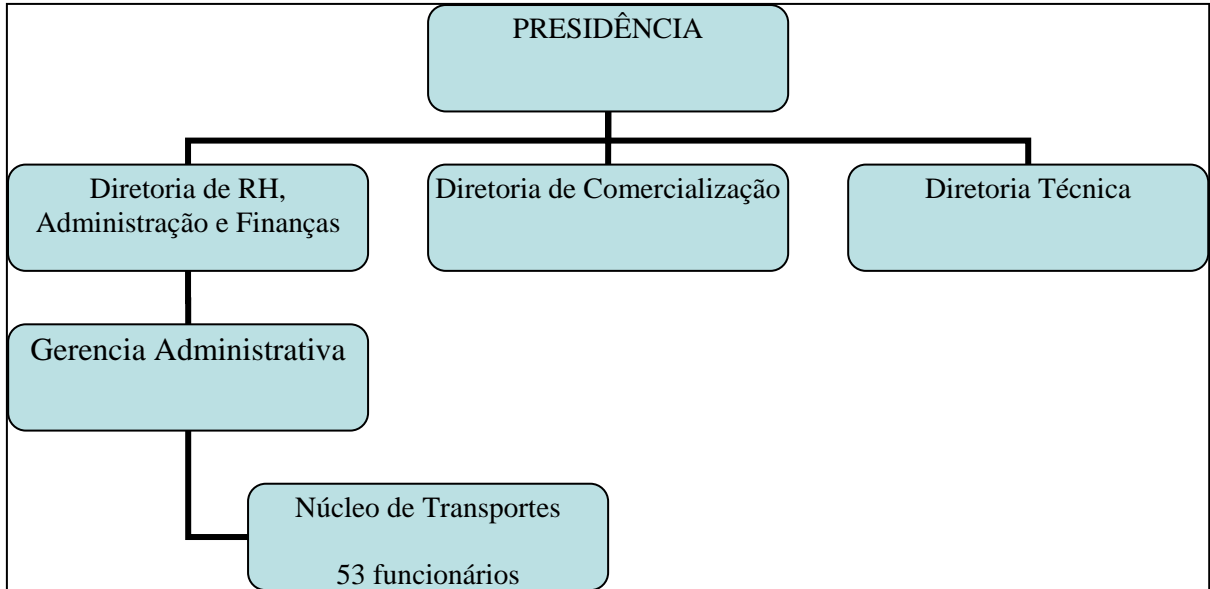 PRESIDÊNCIA
Diretoria de RH,
Administração e Finanças
Diretoria de Comercialização
Diretoria Técnica
Gerencia Administrativa
Núcleo de Transportes
53 funcionários